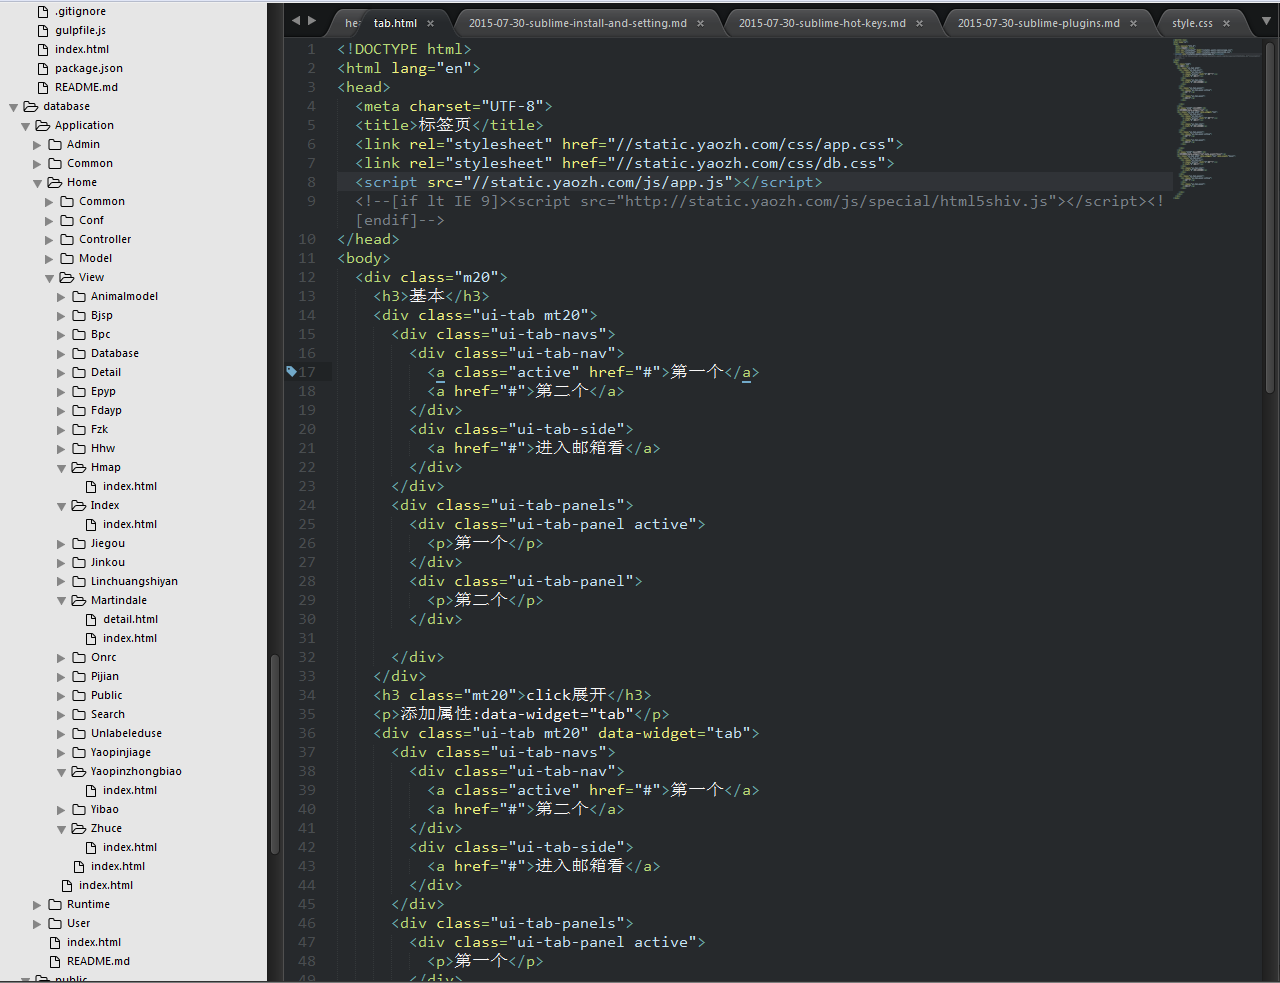 .gitignore
gulpfile.js
index.html
package.json
README.md
database
Application
Admin
Common
Home
Common
Conf
Controller
Model
View
Animalmodel
Bjsp
Bpc
Database
Detail
Epyp
Fdayp
Fzk
Hhw
Hmap
index.html
Index
index.html
Jiegou
Jinkou
Linchuangshiyan
Martindale
detail.html
index.html
Onrc
Pijian
Public
Search
Unlabeleduse
Yaopinjiage
Yaopinzhongbiao
index.html
Yibao
Zhuce
index.html
index.html
index.html
Runtime
User
index.html
README.md
public
hea tab.html × 2015-07-30-sublime-install-and-setting.md × 2015-07-30-sublime-hot-keys.md × 2015-07-30-sublime-plugins.md × style.css ×
1 <!DOCTYPE html>
2 <html lang="en">
3 <head>
4 <meta charset="UTF-8">
5 <title>标签页</title>
6 <link rel="stylesheet" href="//static.yaozh.com/css/app.css">
7 <link rel="stylesheet" href="//static.yaozh.com/css/db.css">
8 <script src="//static.yaozh.com/js/app.js"></script>
9 <!--[if lt IE 9]><script src="http://static.yaozh.com/js/special/html5shiv.js"></script><!
[endif]-->
10 </head>
11 <body>
12 <div class="m20">
13 <h3>基本</h3>
14 <div class="ui-tab mt20">
15 <div class="ui-tab-navs">
16 <div class="ui-tab-nav">
17 <a class="active" href="#">第一个</a>
18 <a href="#">第二个</a>
19 </div>
20 <div class="ui-tab-side">
21 <a href="#">进入邮箱看</a>
22 </div>
23 </div>
24 <div class="ui-tab-panels">
25 <div class="ui-tab-panel active">
26 <p>第一个</p>
27 </div>
28 <div class="ui-tab-panel">
29 <p>第二个</p>
30 </div>
31
32 </div>
33 </div>
34 <h3 class="mt20">click展开</h3>
35 <p>添加属性:data-widget="tab"</p>
36 <div class="ui-tab mt20" data-widget="tab">
37 <div class="ui-tab-navs">
38 <div class="ui-tab-nav">
39 <a class="active" href="#">第一个</a>
40 <a href="#">第二个</a>
41 </div>
42 <div class="ui-tab-side">
43 <a href="#">进入邮箱看</a>
44 </div>
45 </div>
46 <div class="ui-tab-panels">
47 <div class="ui-tab-panel active">
48 <p>第一个</p>
49 </div>